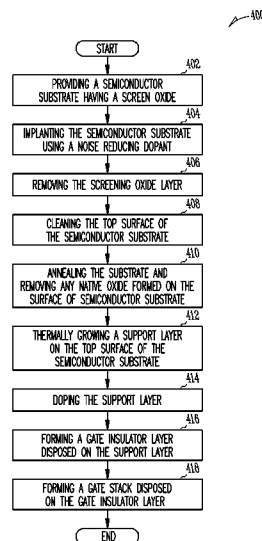 400
START
402
PROVIDING A SEMICONDUCTOR
SUBSTRATE HAVING A SCREEN OXIDE
404
IMPLANTING THE SEMICONDUCTOR SUBSTRATE
USING A NOISE REDUCING DOPANT
406
REMOVING THE SCREENING OXIDE LAYER
408
CLEANING THE TOP SURFACE OF
THE SEMICONDUCTOR SUBSTRATE
410
ANNEALING THE SUBSTRATE AND
REMOVING ANY NATIVE OXIDE FORMED ON THE
SURFACE OF SEMICONDUCTOR SUBSTRATE
412
THERMALLY GROWING A SUPPORT LAYER
ON THE TOP SURFACE OF THE
SEMICONDUCTOR SUBSTRATE
414
DOPING THE SUPPORT LAYER
416
FORMING A GATE INSULATOR LAYER
DISPOSED ON THE SUPPORT LAYER
418
FORMING A GATE STACK DISPOSED
ON THE GATE INSULATOR LAYER
END